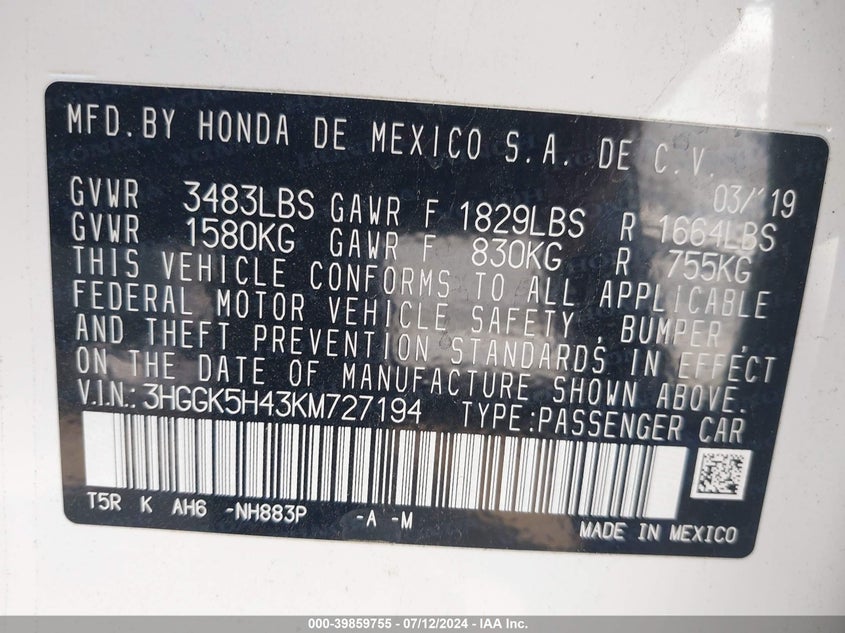 MFD.BY HONDA DE MEXICO S.A. DE C.V.
03/'19
GVWR 3483LBS GAWR F 1829LBS R 1664LBS
GVWR 1580KG GAWR F 830KG R 755KG
THIS VEHICLE CONFORMS TO ALL APPLICABLE
FEDERAL MOTOR VEHICLE SAFETY, BUMPER,
AND THEFT PREVENTION STANDARDS IN EFFECT
ON THE DATE OF MANUFACTURE SHOWN ABOVE.
V.I.N.: 3HGGK5H43KM727194 TYPE:PASSENGER CAR
T5R K AH6 -NH883P -A -M
MADE IN MEXICO
000-39859755 - 07/12/2024 - IAA Inc.